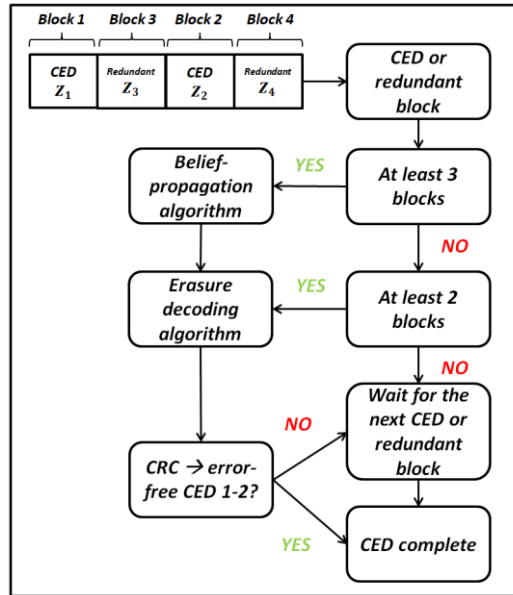 Block 1 Block 3 Block 2 Block 4
CED Redundant CED Redundant
Z1 Z3 Z2 Z4
CED or
redundant
block
Belief-
propagation
algorithm
YES
At least 3
blocks
NO
Erasure
decoding
algorithm
YES
At least 2
blocks
NO
Wait for the
next CED or
redundant
block
NO
CRC → error-
free CED 1-2?
YES
CED complete